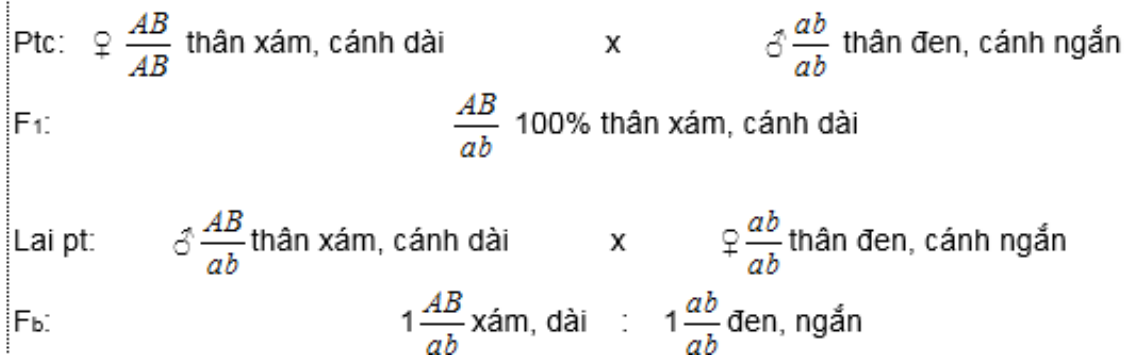 Ptc: ♀ AB/AB thân xám, cánh dài x ♂ ab/ab thân đen, cánh ngắn
F1: AB/ab 100% thân xám, cánh dài
Lai pt: ♂ AB/ab thân xám, cánh dài x ♀ ab/ab thân đen, cánh ngắn
Fb: 1 AB/ab xám, dài : 1 ab/ab đen, ngắn